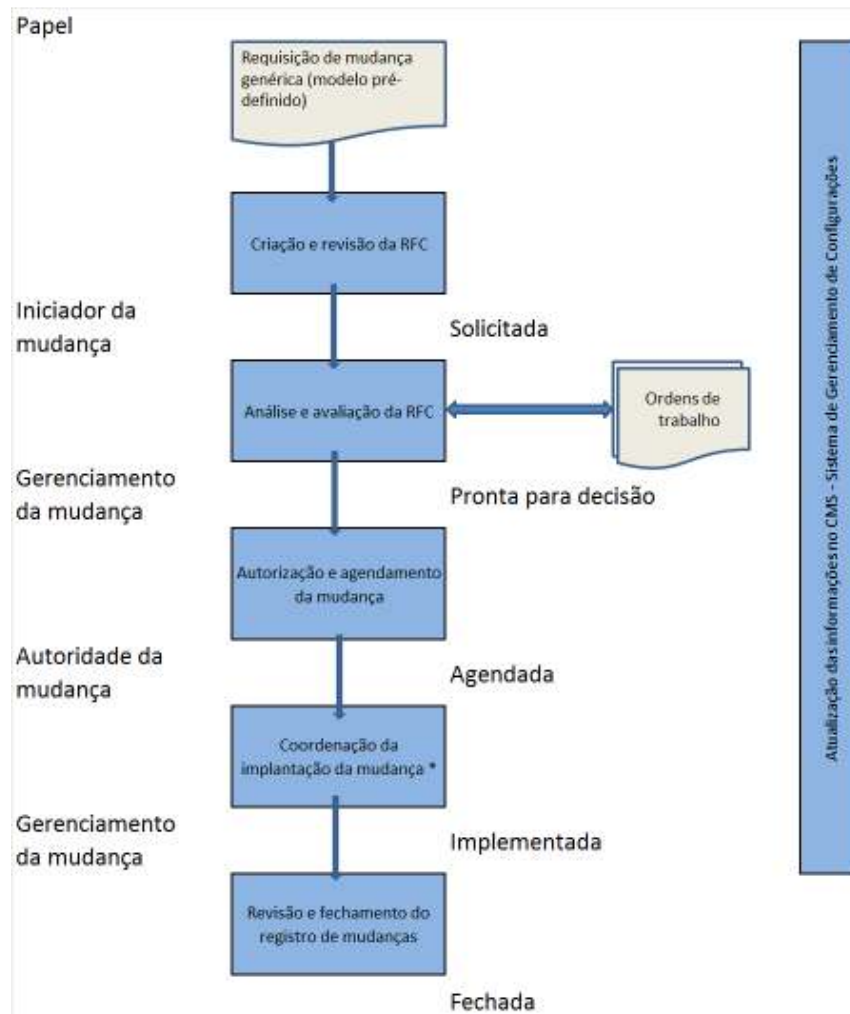 Papel
Requisição de mudança
genérica (modelo pré-
definido)
Criação e revisão da RFC
Iniciador da
mudança
Solicitada
Análise e avaliação da RFC
Ordens de
trabalho
Gerenciamento
da mudança
Pronta para decisão
Autorização e agendamento
da mudança
Autoridade da
mudança
Agendada
Coordenação da
implantação da mudança *
Gerenciamento
da mudança
Implementada
Revisão e fechamento do
registro de mudanças
Fechada
Atualização das informações no CMS - Sistema de Gerenciamento de Configurações